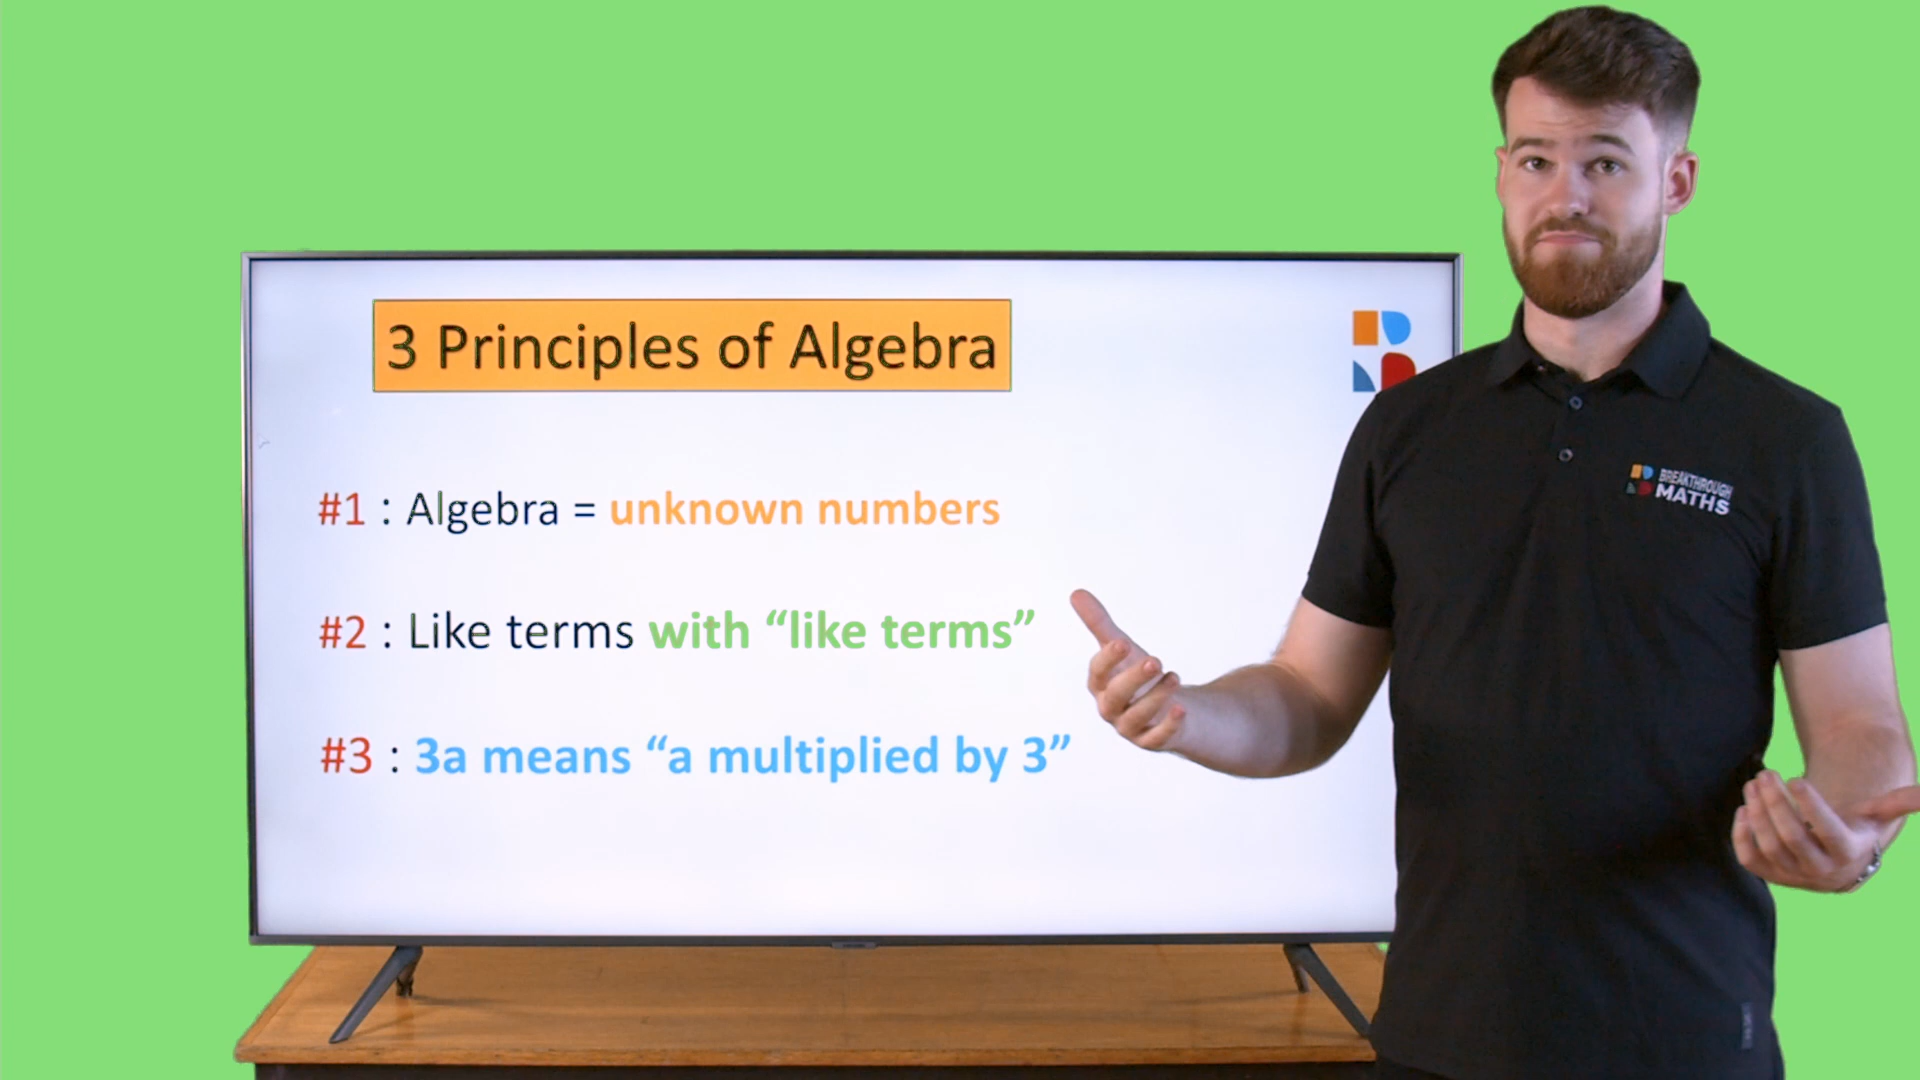 3 Principles of Algebra
#1 : Algebra = unknown numbers
#2 : Like terms with “like terms”
#3 : 3a means “a multiplied by 3”
BREAKTHROUGH
MATHS